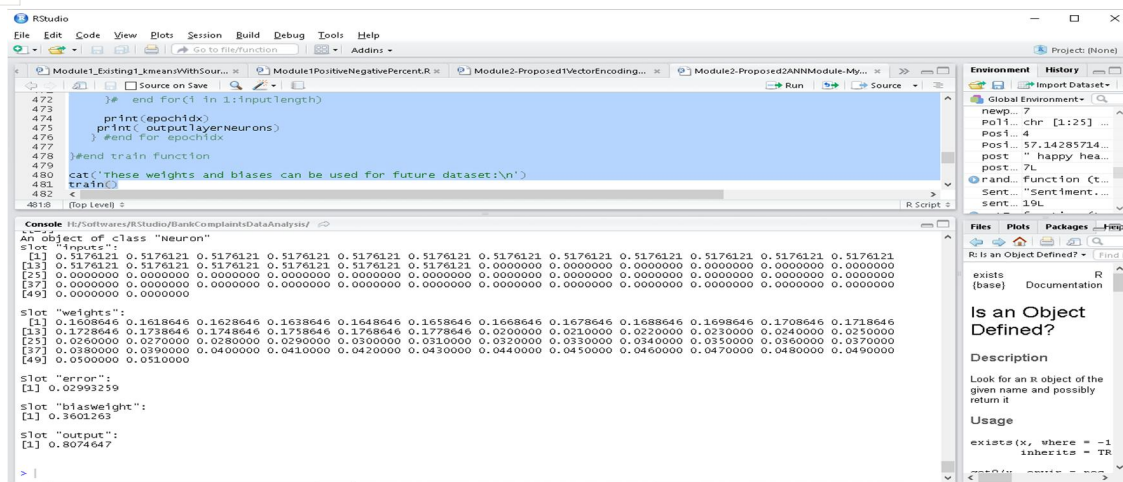 RStudio
File Edit Code View Plots Session Build Debug Tools Help
Go to file/function Addins
Project: (None)
Module1_Existing1_kmeansWithSour... Module1PositiveNegativePercent.R Module2-Proposed1VectorEncoding... Module2-Proposed2ANNModule-My...
Source on Save Run Source
472 }# end for(i in 1:inputlength)
473
474 print(epochidx)
475 print( outputlayerNeurons)
476 } #end for epochidx
477
478 }#end train function
479
480 cat('These weights and biases can be used for future dataset:\n')
481 train()
482
481:8 (Top Level) R Script
Console H:/Softwares/RStudio/BankComplaintsDataAnalysis/
An object of class "Neuron"
Slot "inputs":
[1] 0.5176121 0.5176121 0.5176121 0.5176121 0.5176121 0.5176121 0.5176121 0.5176121 0.5176121 0.5176121 0.5176121 0.5176121
[13] 0.5176121 0.5176121 0.5176121 0.5176121 0.5176121 0.5176121 0.0000000 0.0000000 0.0000000 0.0000000 0.0000000 0.0000000
[25] 0.0000000 0.0000000 0.0000000 0.0000000 0.0000000 0.0000000 0.0000000 0.0000000 0.0000000 0.0000000 0.0000000 0.0000000
[37] 0.0000000 0.0000000 0.0000000 0.0000000 0.0000000 0.0000000 0.0000000 0.0000000 0.0000000 0.0000000 0.0000000 0.0000000
[49] 0.0000000 0.0000000
Slot "weights":
[1] 0.1608646 0.1618646 0.1628646 0.1638646 0.1648646 0.1658646 0.1668646 0.1678646 0.1688646 0.1698646 0.1708646 0.1718646
[13] 0.1728646 0.1738646 0.1748646 0.1758646 0.1768646 0.1778646 0.0200000 0.0210000 0.0220000 0.0230000 0.0240000 0.0250000
[25] 0.0260000 0.0270000 0.0280000 0.0290000 0.0300000 0.0310000 0.0320000 0.0330000 0.0340000 0.0350000 0.0360000 0.0370000
[37] 0.0380000 0.0390000 0.0400000 0.0410000 0.0420000 0.0430000 0.0440000 0.0450000 0.0460000 0.0470000 0.0480000 0.0490000
[49] 0.0500000 0.0510000
Slot "error":
[1] 0.02993259
Slot "biasweight":
[1] 0.3601263
Slot "output":
[1] 0.8074647
>
Environment History
Import Dataset
Global Environment
newp... 7
Poli... chr [1:25] ...
Posi... 4
Posi... 57.14285714...
post " happy hea...
post... 7L
rand... function (t...
Sent... "Sentiment....
sent... 19L
Files Plots Packages Help
R: Is an Object Defined? Find
exists R
{base} Documentation
Is an Object
Defined?
Description
Look for an R object of the
given name and possibly
return it
Usage
exists(x, where = -1
inherits = TR